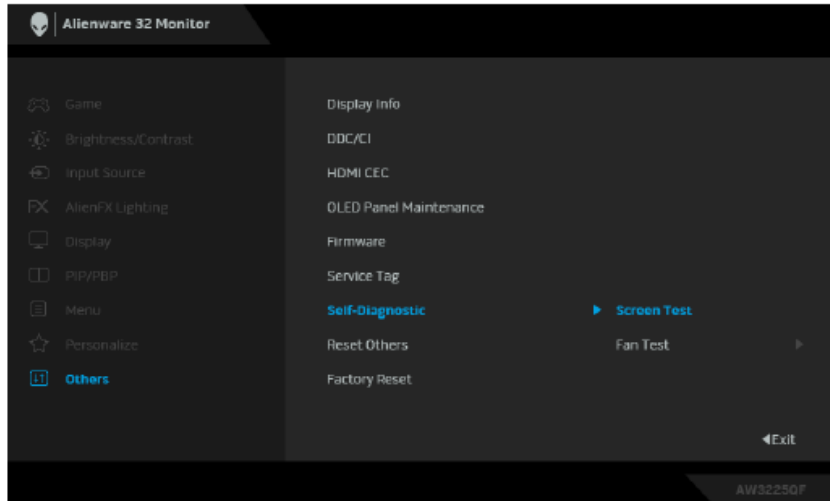 Alienware 32 Monitor
Game
Brightness/Contrast
Input Source
AlienFX Lighting
Display
PIP/PBP
Menu
Personalize
Others
Display Info
DDC/CI
HDMI CEC
OLED Panel Maintenance
Firmware
Service Tag
Self-Diagnostic
Reset Others
Factory Reset
Screen Test
Fan Test
Exit
AW3225QF